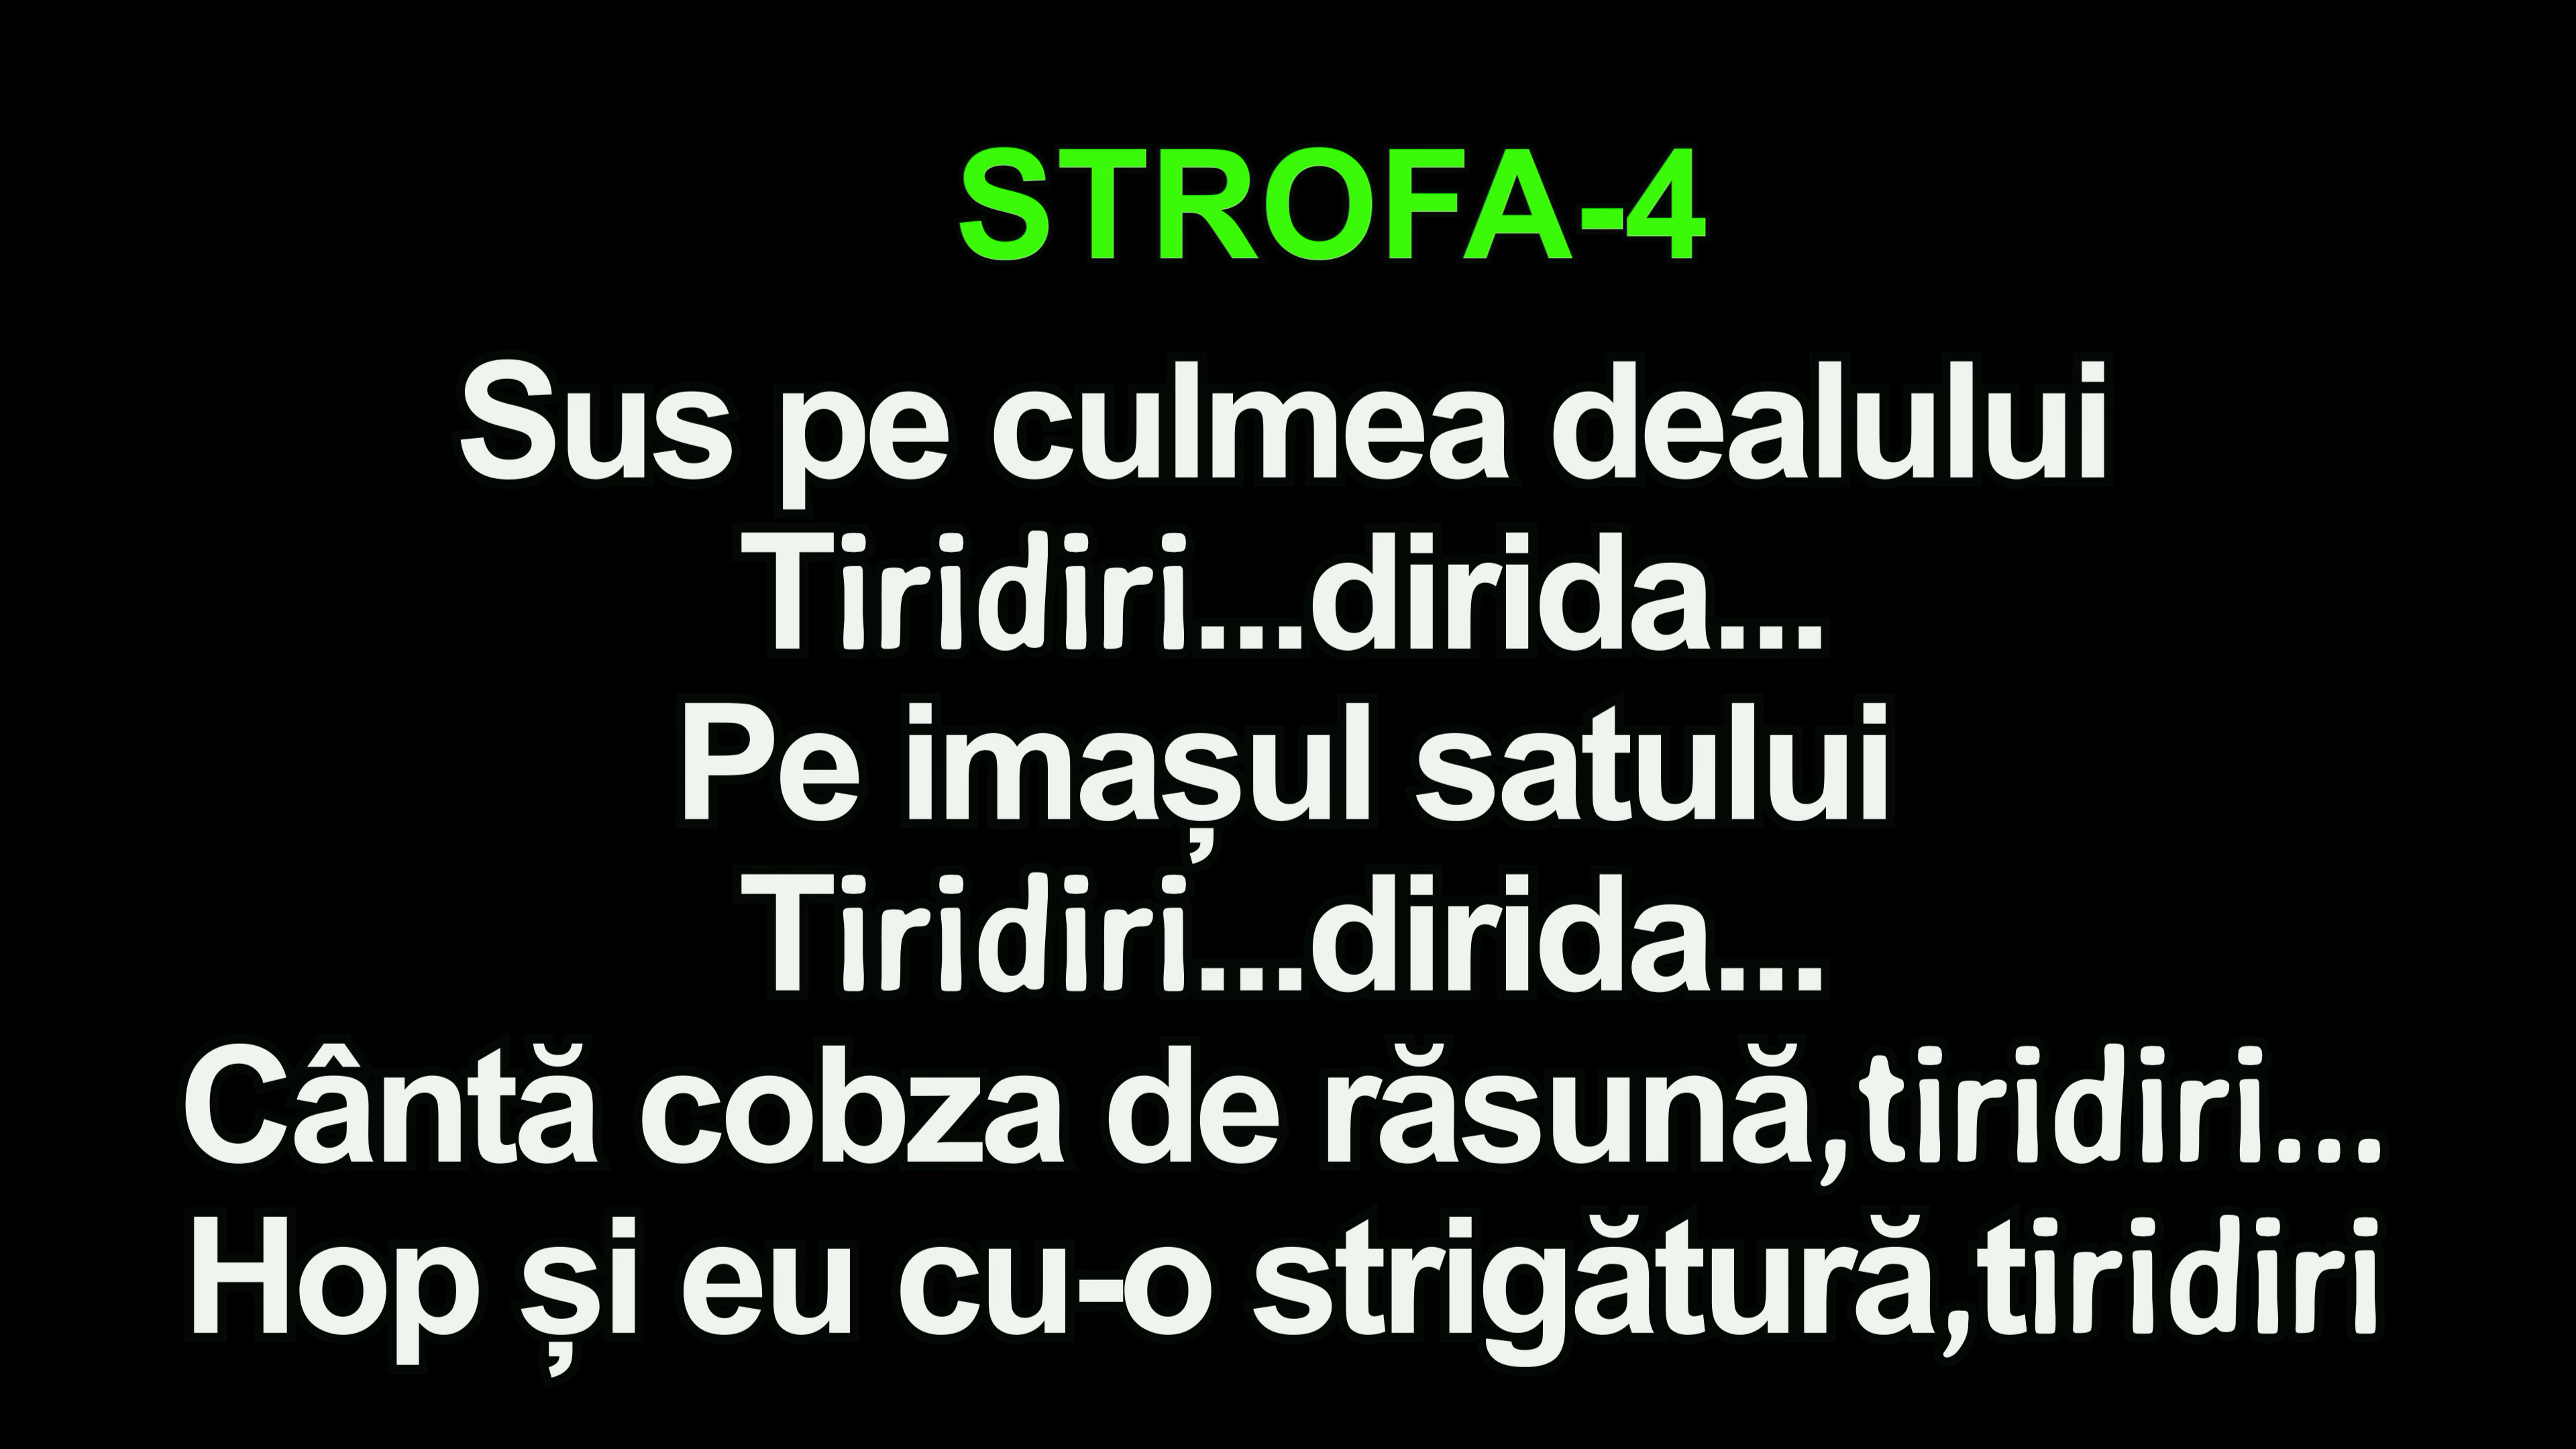 STROFA-4
Sus pe culmea dealului
Tiridiri...dirida...
Pe imașul satului
Tiridiri...dirida...
Cântă cobza de răsună,tiridiri...
Hop și eu cu-o strigătură,tiridiri